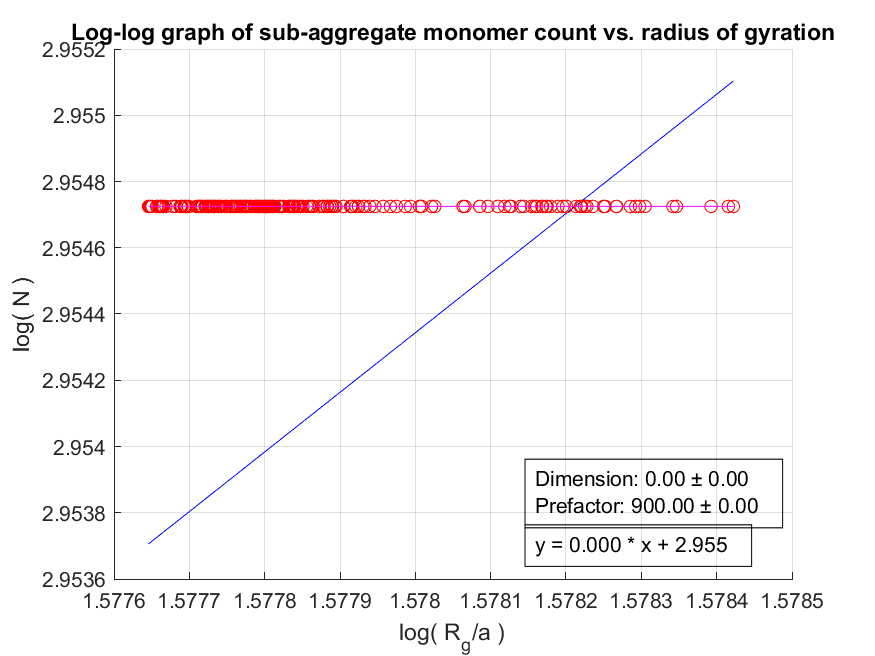 Log-log graph of sub-aggregate monomer count vs. radius of gyration
2.9552
2.955
2.9548
2.9546
2.9544
2.9542
2.954
2.9538
2.9536
log( N )
Dimension: 0.00 ± 0.00
Prefactor: 900.00 ± 0.00
y = 0.000 * x + 2.955
1.5776 1.5777 1.5778 1.5779 1.578 1.5781 1.5782 1.5783 1.5784 1.5785
log( Rg/a )